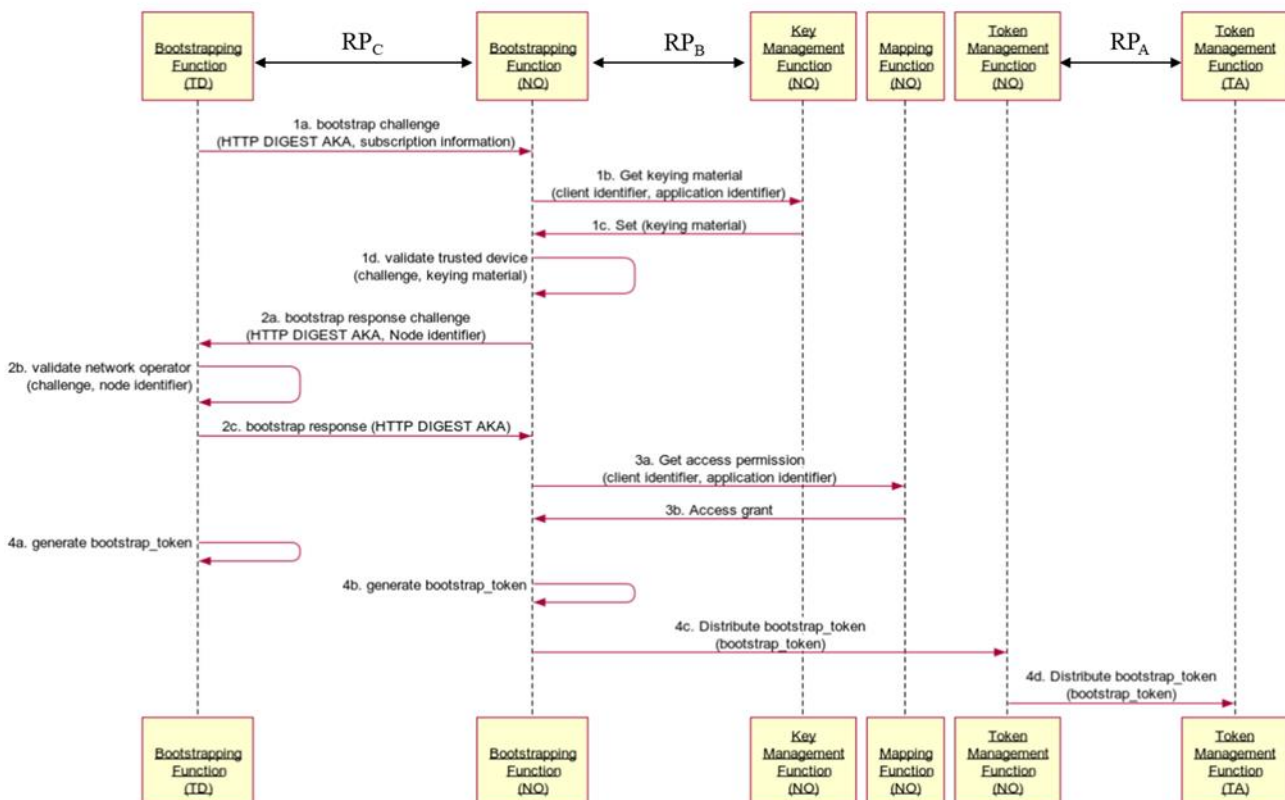 Bootstrapping
Function
(TD)
RP_C
Bootstrapping
Function
(NO)
RP_B
Key
Management
Function
(NO)
Mapping
Function
(NO)
Token
Management
Function
(NO)
RP_A
Token
Management
Function
(TA)
1a. bootstrap challenge
(HTTP DIGEST AKA, subscription information)
1b. Get keying material
(client identifier, application identifier)
1c. Set (keying material)
1d. validate trusted device
(challenge, keying material)
2a. bootstrap response challenge
(HTTP DIGEST AKA, Node identifier)
2b. validate network operator
(challenge, node identifier)
2c. bootstrap response (HTTP DIGEST AKA)
3a. Get access permission
(client identifier, application identifier)
3b. Access grant
4a. generate bootstrap_token
4b. generate bootstrap_token
4c. Distribute bootstrap_token
(bootstrap_token)
4d. Distribute bootstrap_token
(bootstrap_token)
Bootstrapping
Function
(TD)
Bootstrapping
Function
(NO)
Key
Management
Function
(NO)
Mapping Function
(NO)
Token
Management
Function
(NO)
Token
Management
Function
(TA)